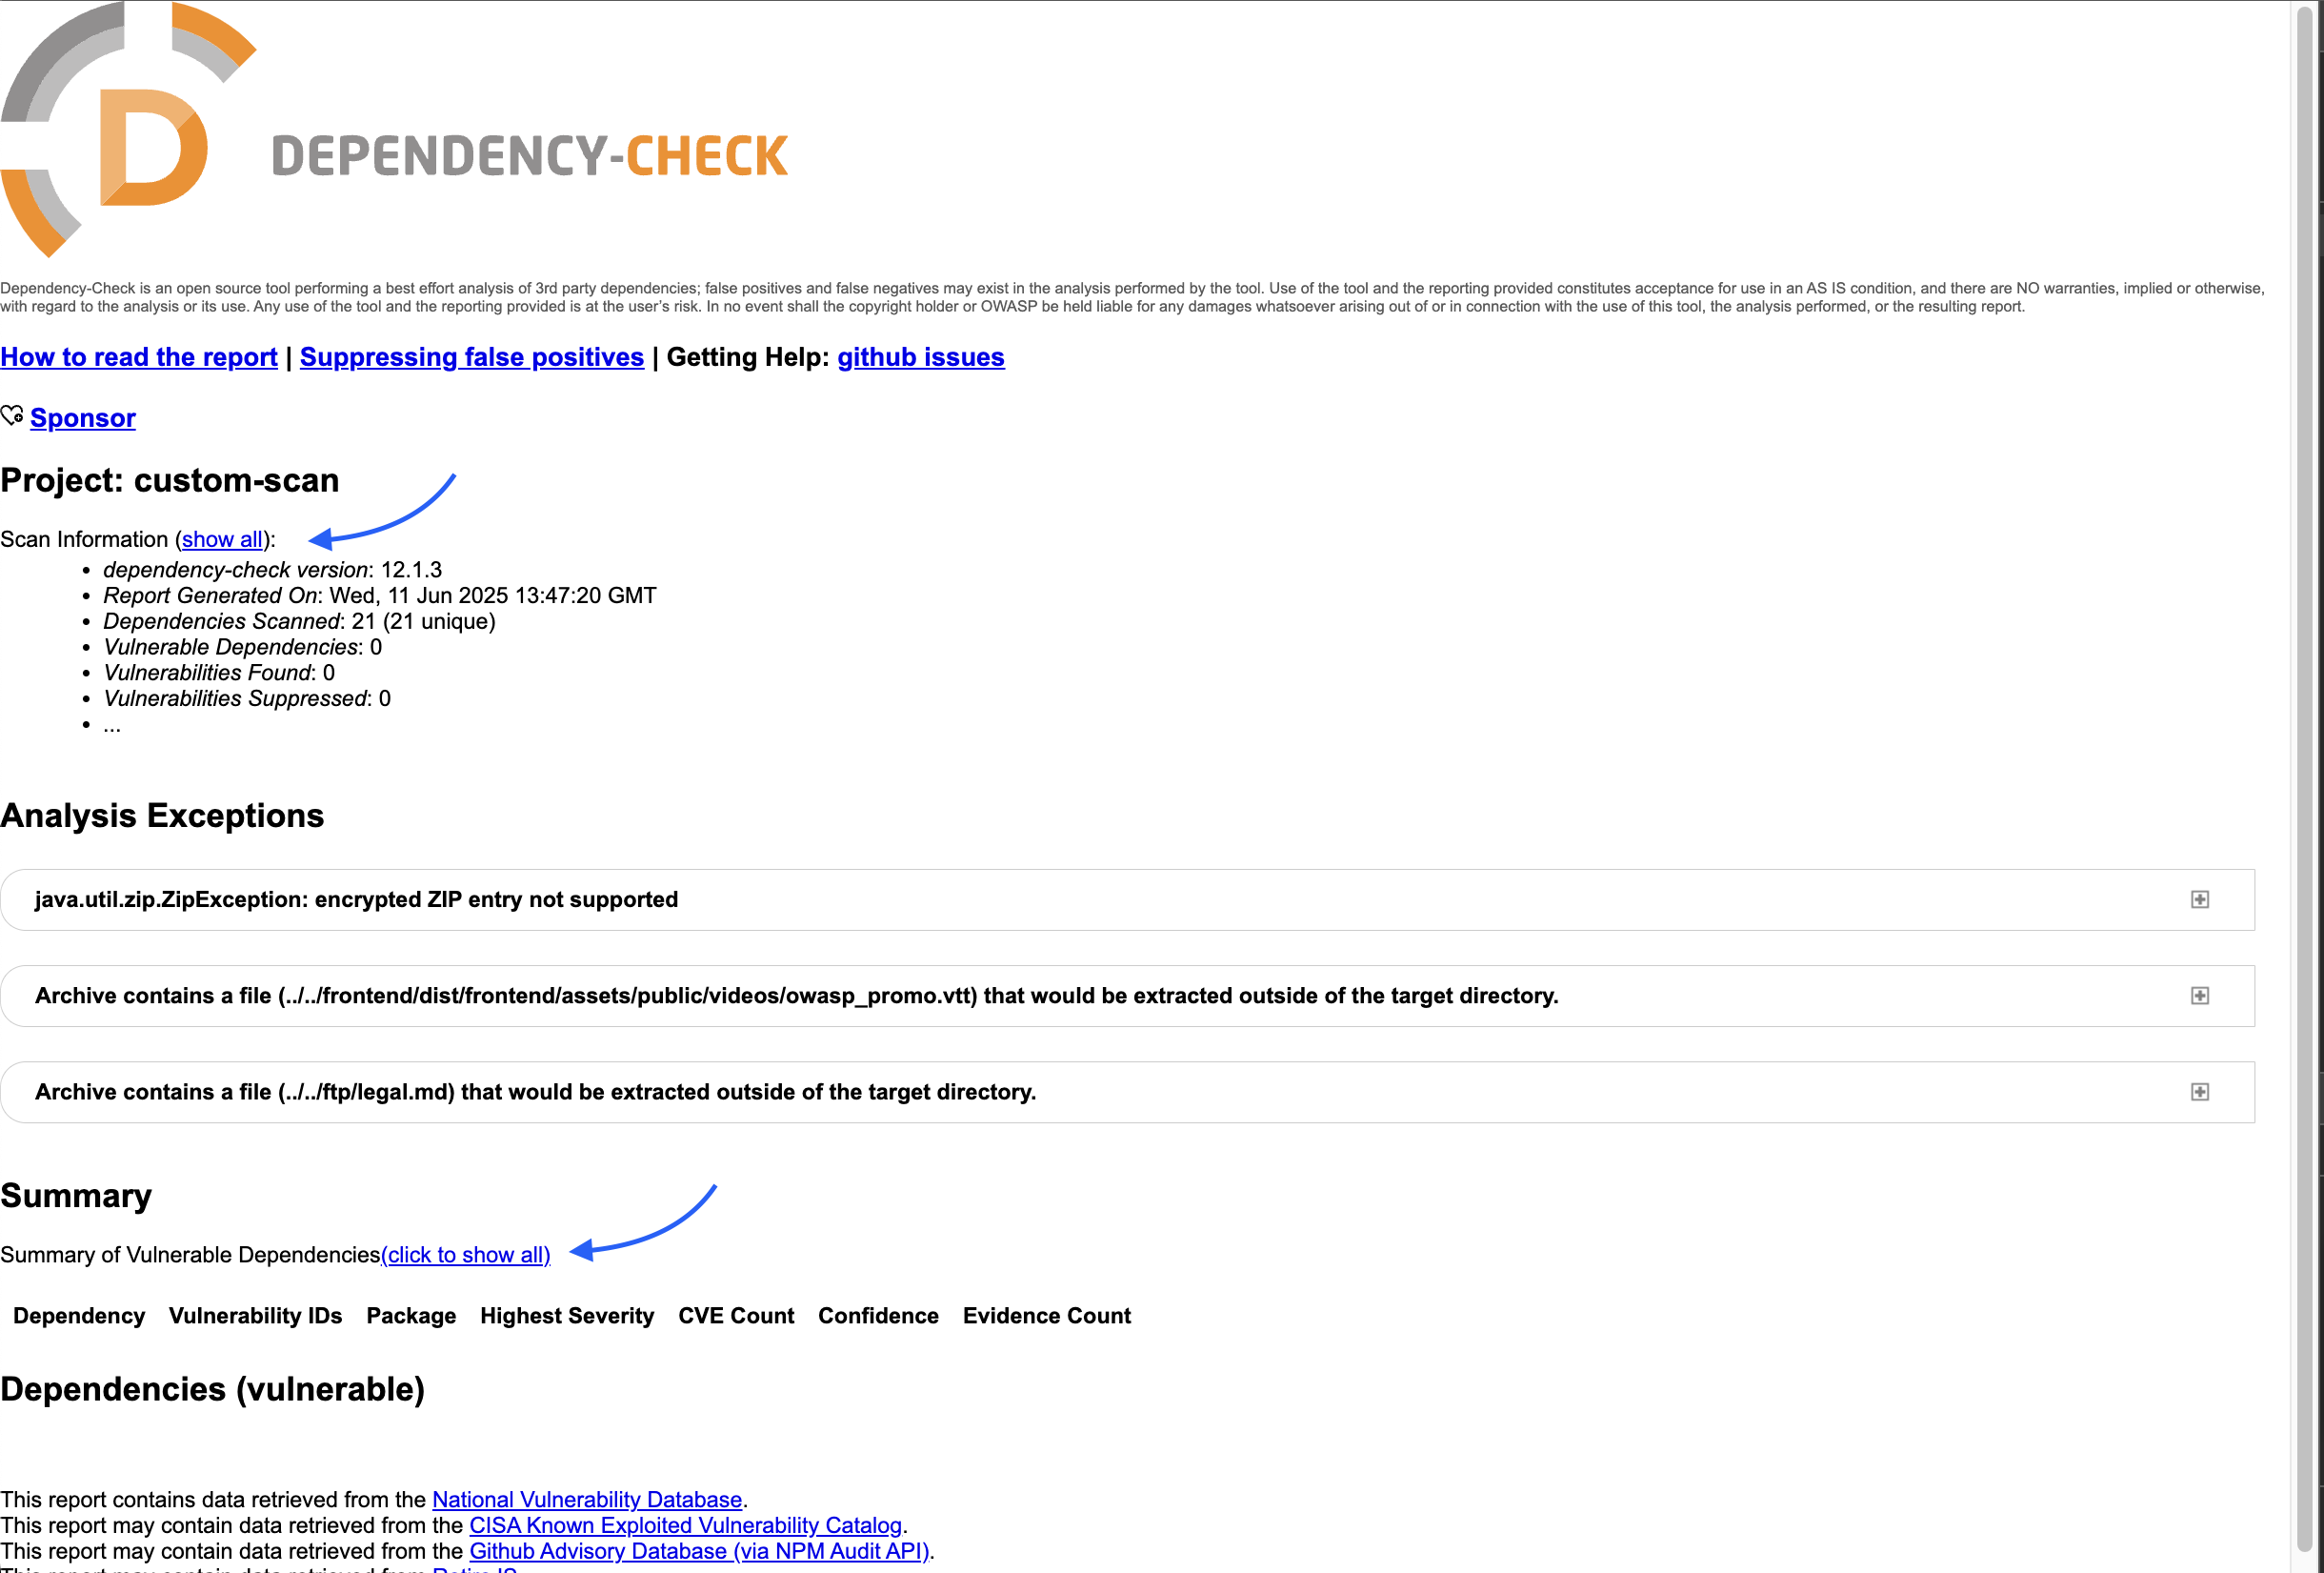 DEPENDENCY-CHECK
Dependency-Check is an open source tool performing a best effort analysis of 3rd party dependencies; false positives and false negatives may exist in the analysis performed by the tool. Use of the tool and the reporting provided constitutes acceptance for use in an AS IS condition, and there are NO warranties, implied or otherwise,
with regard to the analysis or its use. Any use of the tool and the reporting provided is at the user’s risk. In no event shall the copyright holder or OWASP be held liable for any damages whatsoever arising out of or in connection with the use of this tool, the analysis performed, or the resulting report.
How to read the report | Suppressing false positives | Getting Help: github issues
Sponsor
Project: custom-scan
Scan Information (show all):
• dependency-check version: 12.1.3
• Report Generated On: Wed, 11 Jun 2025 13:47:20 GMT
• Dependencies Scanned: 21 (21 unique)
• Vulnerable Dependencies: 0
• Vulnerabilities Found: 0
• Vulnerabilities Suppressed: 0
• ...
Analysis Exceptions
java.util.zip.ZipException: encrypted ZIP entry not supported
Archive contains a file (../../frontend/dist/frontend/assets/public/videos/owasp_promo.vtt) that would be extracted outside of the target directory.
Archive contains a file (../../ftp/legal.md) that would be extracted outside of the target directory.
Summary
Summary of Vulnerable Dependencies(click to show all)
Dependency Vulnerability IDs Package Highest Severity CVE Count Confidence Evidence Count
Dependencies (vulnerable)
This report contains data retrieved from the National Vulnerability Database.
This report may contain data retrieved from the CISA Known Exploited Vulnerability Catalog.
This report may contain data retrieved from the Github Advisory Database (via NPM Audit API).
This report may contain data retrieved from